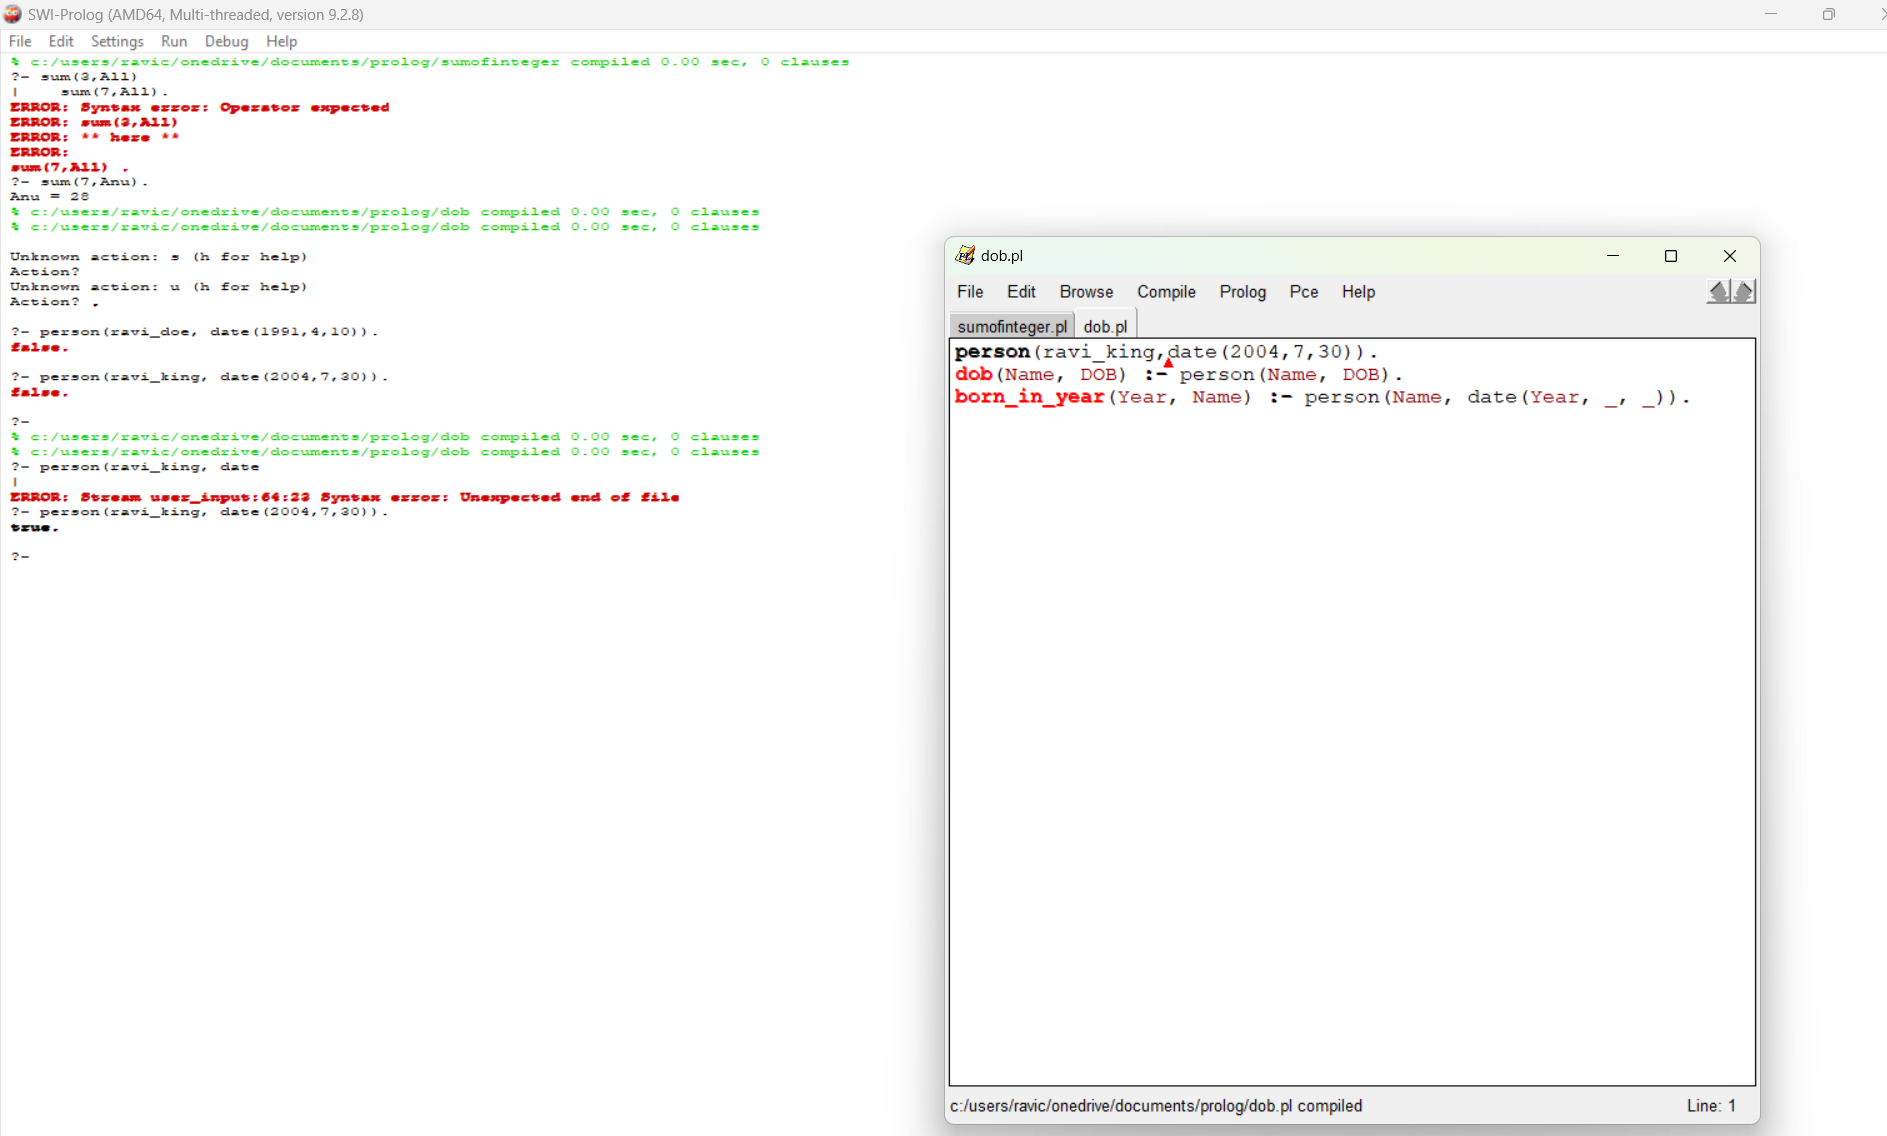 SWI-Prolog (AMD64, Multi-threaded, version 9.2.8)
File Edit Settings Run Debug Help
% c:/users/ravic/onedrive/documents/prolog/sumofinteger compiled 0.00 sec, 0 clauses
?- sum(3,All)
|    sum(7,All).
ERROR: Syntax error: Operator expected
ERROR: sum(3,All)
ERROR: ** here **
ERROR:
sum(7,All) .
?- sum(7,Anu).
Anu = 28
% c:/users/ravic/onedrive/documents/prolog/dob compiled 0.00 sec, 0 clauses
% c:/users/ravic/onedrive/documents/prolog/dob compiled 0.00 sec, 0 clauses
Unknown action: s (h for help)
Action?
Unknown action: u (h for help)
Action? .
?- person(ravi_doe, date(1991,4,10)).
false.
?- person(ravi_king, date(2004,7,30)).
false.
?-
% c:/users/ravic/onedrive/documents/prolog/dob compiled 0.00 sec, 0 clauses
% c:/users/ravic/onedrive/documents/prolog/dob compiled 0.00 sec, 0 clauses
?- person(ravi_king, date
|
ERROR: Stream user_input:64:23 Syntax error: Unexpected end of file
?- person(ravi_king, date(2004,7,30)).
true.
?-
dob.pl
File Edit Browse Compile Prolog Pce Help
sumofinteger.pl dob.pl
person(ravi_king,date(2004,7,30)).
dob(Name, DOB) :- person(Name, DOB).
born_in_year(Year, Name) :- person(Name, date(Year, _, _)).
c:/users/ravic/onedrive/documents/prolog/dob.pl compiled
Line: 1